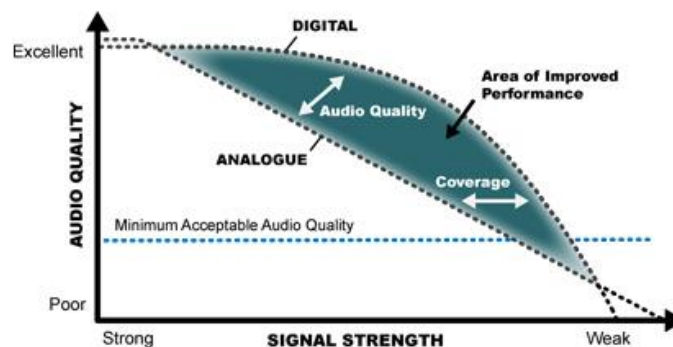 DIGITAL
Excellent
Area of Improved
Performance
Audio Quality
ANALOGUE
Coverage
AUDIO QUALITY
Minimum Acceptable Audio Quality
Poor
Strong
SIGNAL STRENGTH
Weak